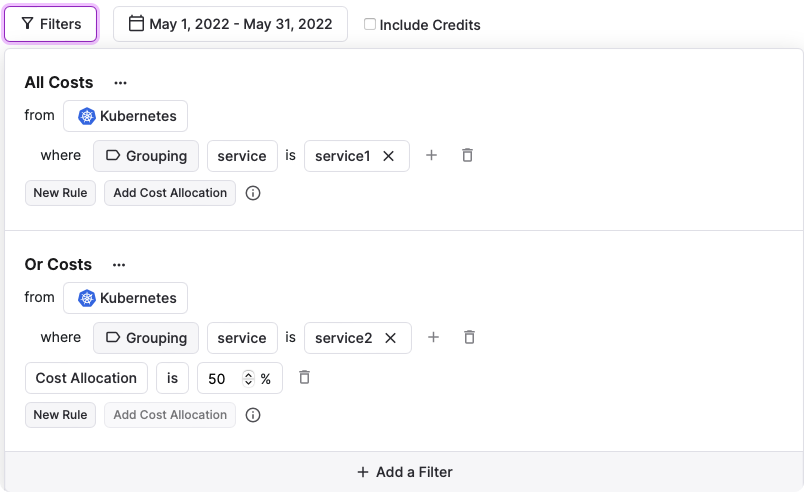 Filters May 1, 2022 - May 31, 2022 Include Credits
All Costs ...
from Kubernetes
where Grouping service is service1 × +
New Rule Add Cost Allocation
Or Costs ...
from Kubernetes
where Grouping service is service2 × +
Cost Allocation is 50 %
New Rule Add Cost Allocation
+ Add a Filter